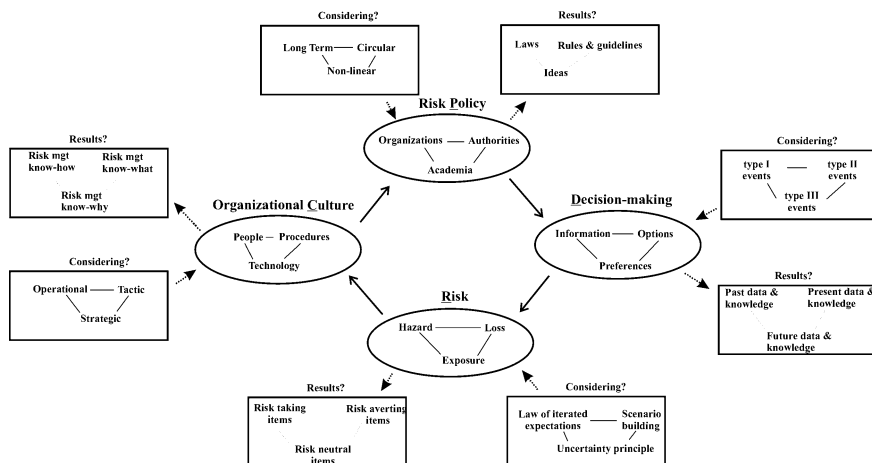 Considering?
Long Term Circular
Non-linear
Results?
Laws Rules & guidelines
Ideas
Risk Policy
Organizations Authorities
Academia
Results?
Risk mgt know-how
Risk mgt know-what
Risk mgt know-why
Organizational Culture
People Procedures
Technology
Considering?
Operational Tactic
Strategic
Considering?
type I events
type II events
type III events
Decision-making
Information Options
Preferences
Results?
Past data & knowledge
Present data & knowledge
Future data & knowledge
Risk
Hazard Loss
Exposure
Results?
Risk taking items
Risk averting items
Risk neutral items
Considering?
Law of iterated expectations
Scenario building
Uncertainty principle